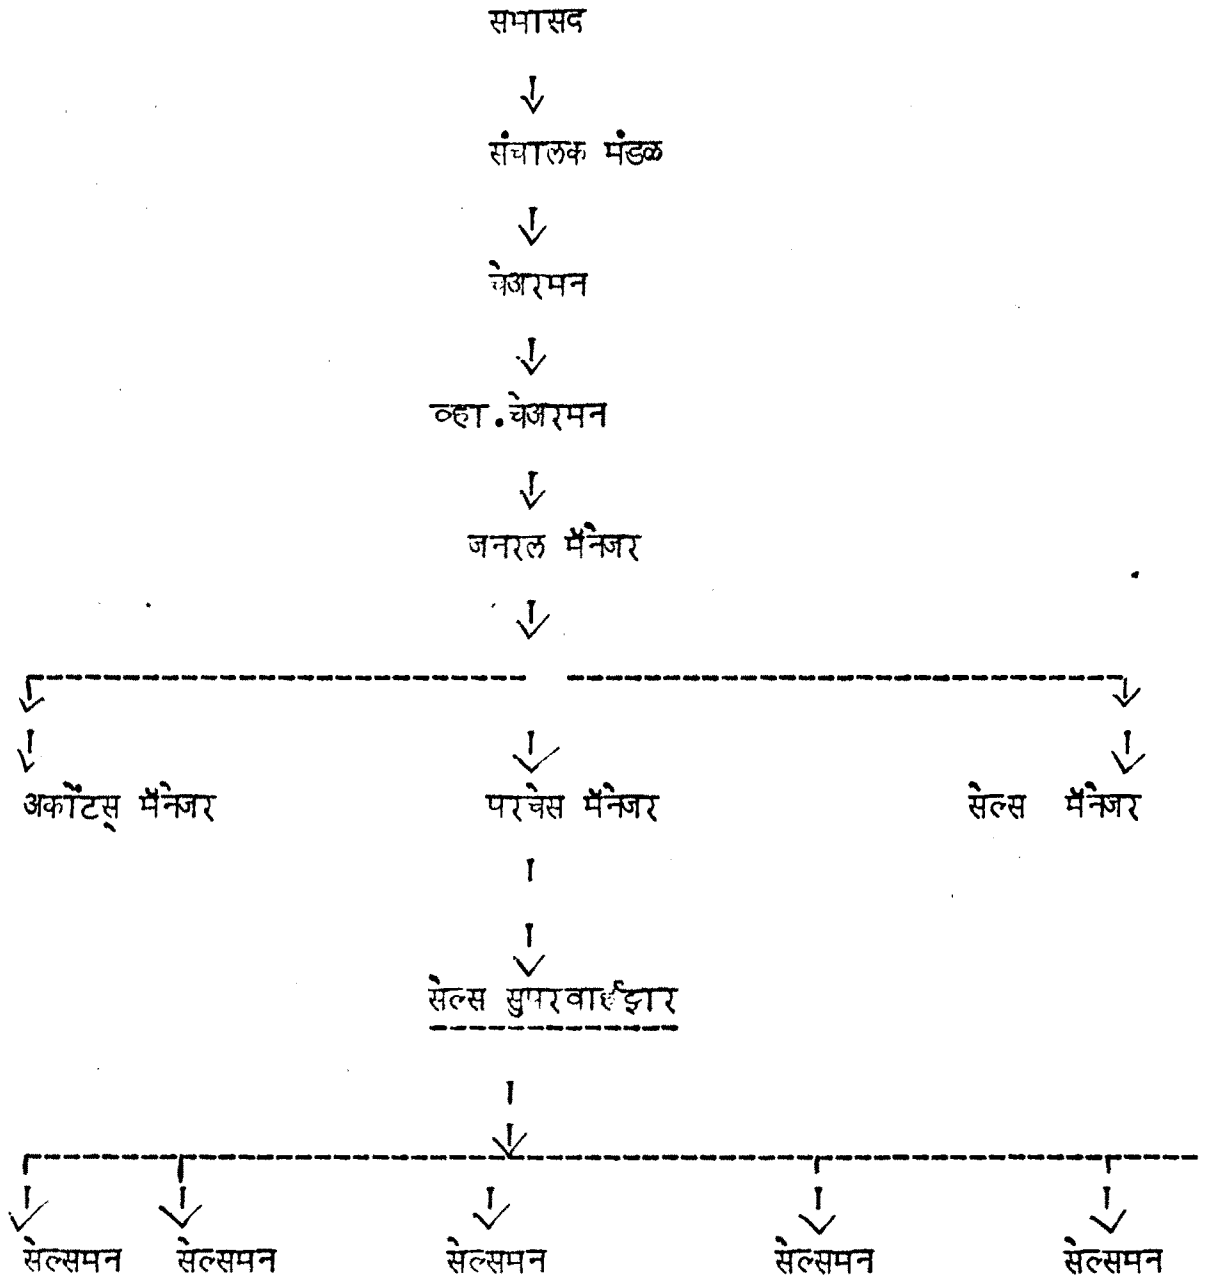 सभासद
संचालक मंडळ
चेअरमन
व्हा.चेअरमन
जनरल मॅनेजर
अकौंटस् मॅनेजर परचेस मॅनेजर सेल्स मॅनेजर
सेल्स सुपरवाईझार
सेल्समन सेल्समन सेल्समन सेल्समन सेल्समन